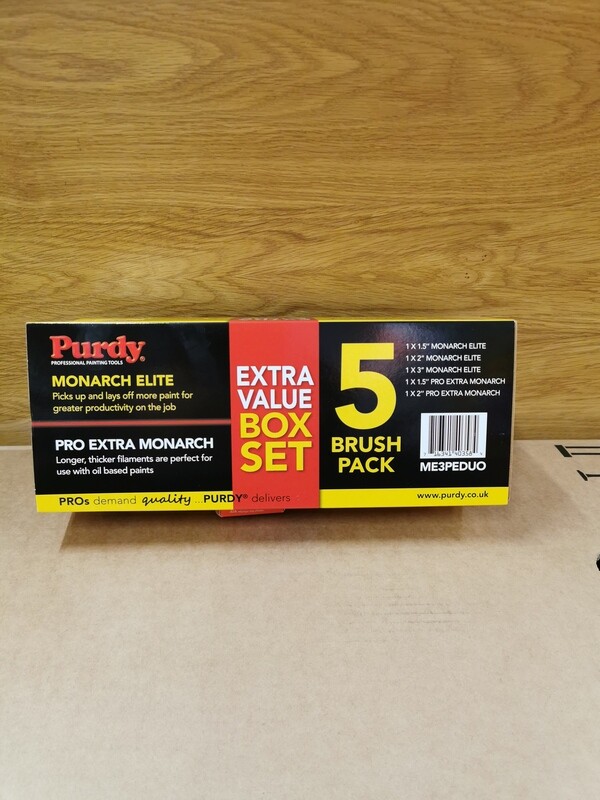 Purdy®
PROFESSIONAL PAINTING TOOLS
MONARCH ELITE
Picks up and lays off more paint for
greater productivity on the job
PRO EXTRA MONARCH
Longer, thicker filaments are perfect for
use with oil based paints
EXTRA
VALUE
BOX
SET
5
BRUSH
PACK
1 X 1.5" MONARCH ELITE
1 X 2" MONARCH ELITE
1 X 3" MONARCH ELITE
1 X 1.5" PRO EXTRA MONARCH
1 X 2" PRO EXTRA MONARCH
ME3PEDUO
PROs demand quality ...PURDY® delivers
www.purdy.co.uk